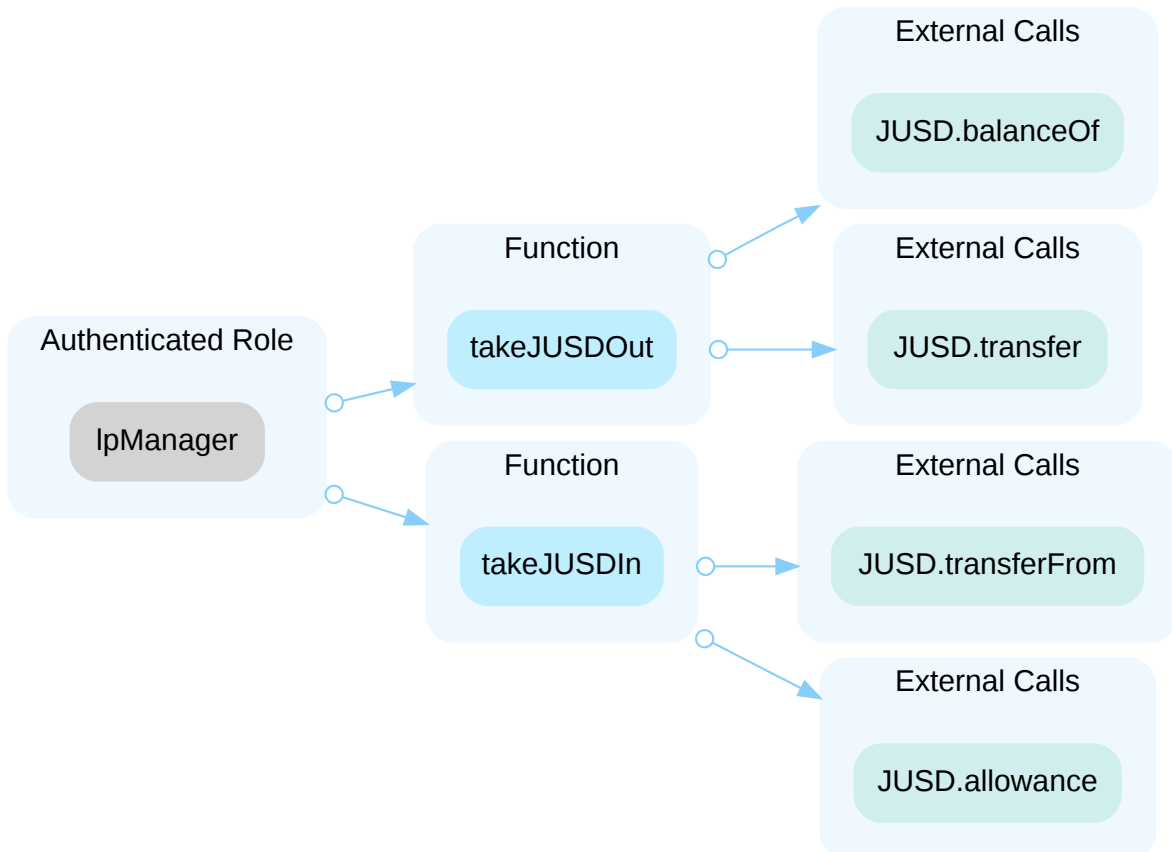 Authenticated Role
lpManager
Function
takeJUSDOut
Function
takeJUSDIn
External Calls
JUSD.balanceOf
External Calls
JUSD.transfer
External Calls
JUSD.transferFrom
External Calls
JUSD.allowance